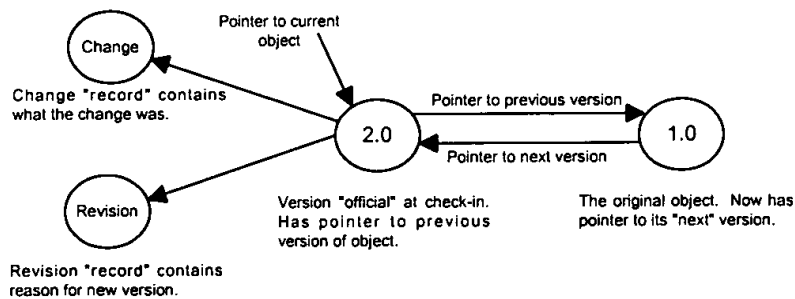 Pointer to current
object
Change
Change "record" contains
what the change was.
Pointer to previous version
2.0
1.0
Pointer to next version
Revision
Version "official" at check-in.
Has pointer to previous
version of object.
The original object. Now has
pointer to its "next" version.
Revision "record" contains
reason for new version.